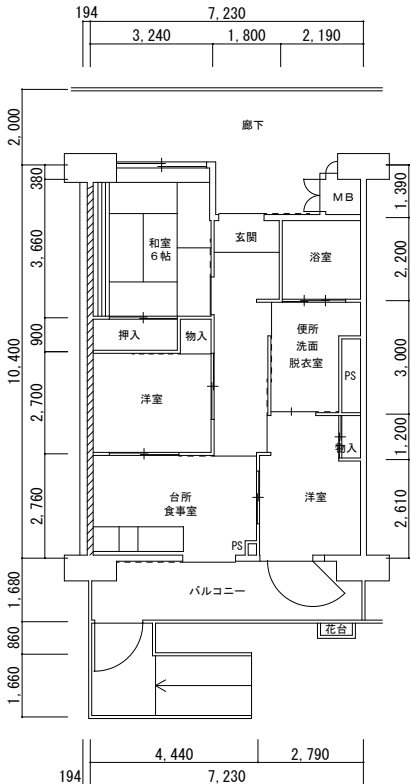 194
7,230
3,240
1,800
2,190
2,000
廊下
380
1,390
MB
和室
6帖
玄関
浴室
3,660
2,200
10,400
900
押入
物入
便所
洗面
脱衣室
3,000
PS
2,700
洋室
1,200
物入
2,760
台所
食事室
洋室
2,610
PS
1,680
バルコニー
860
花台
1,660
4,440
2,790
194
7,230